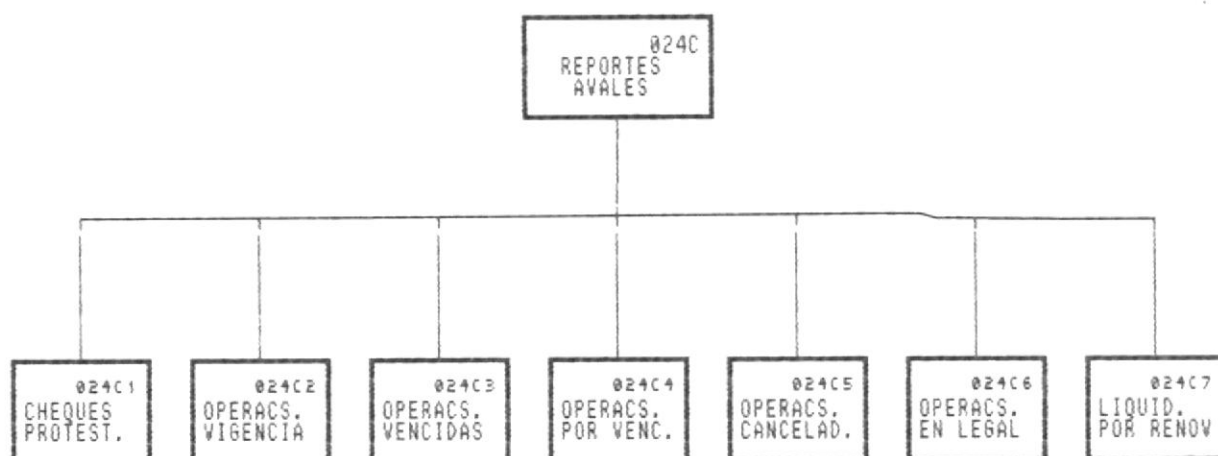 024C
REPORTES
AVALES
024C1
CHEQUES
PROTEST.
024C2
OPERACS.
VIGENCIA
024C3
OPERACS.
VENCIDAS
024C4
OPERACS.
POR VENC.
024C5
OPERACS.
CANCELAD.
024C6
OPERACS.
EN LEGAL
024C7
LIQUID.
POR RENOV